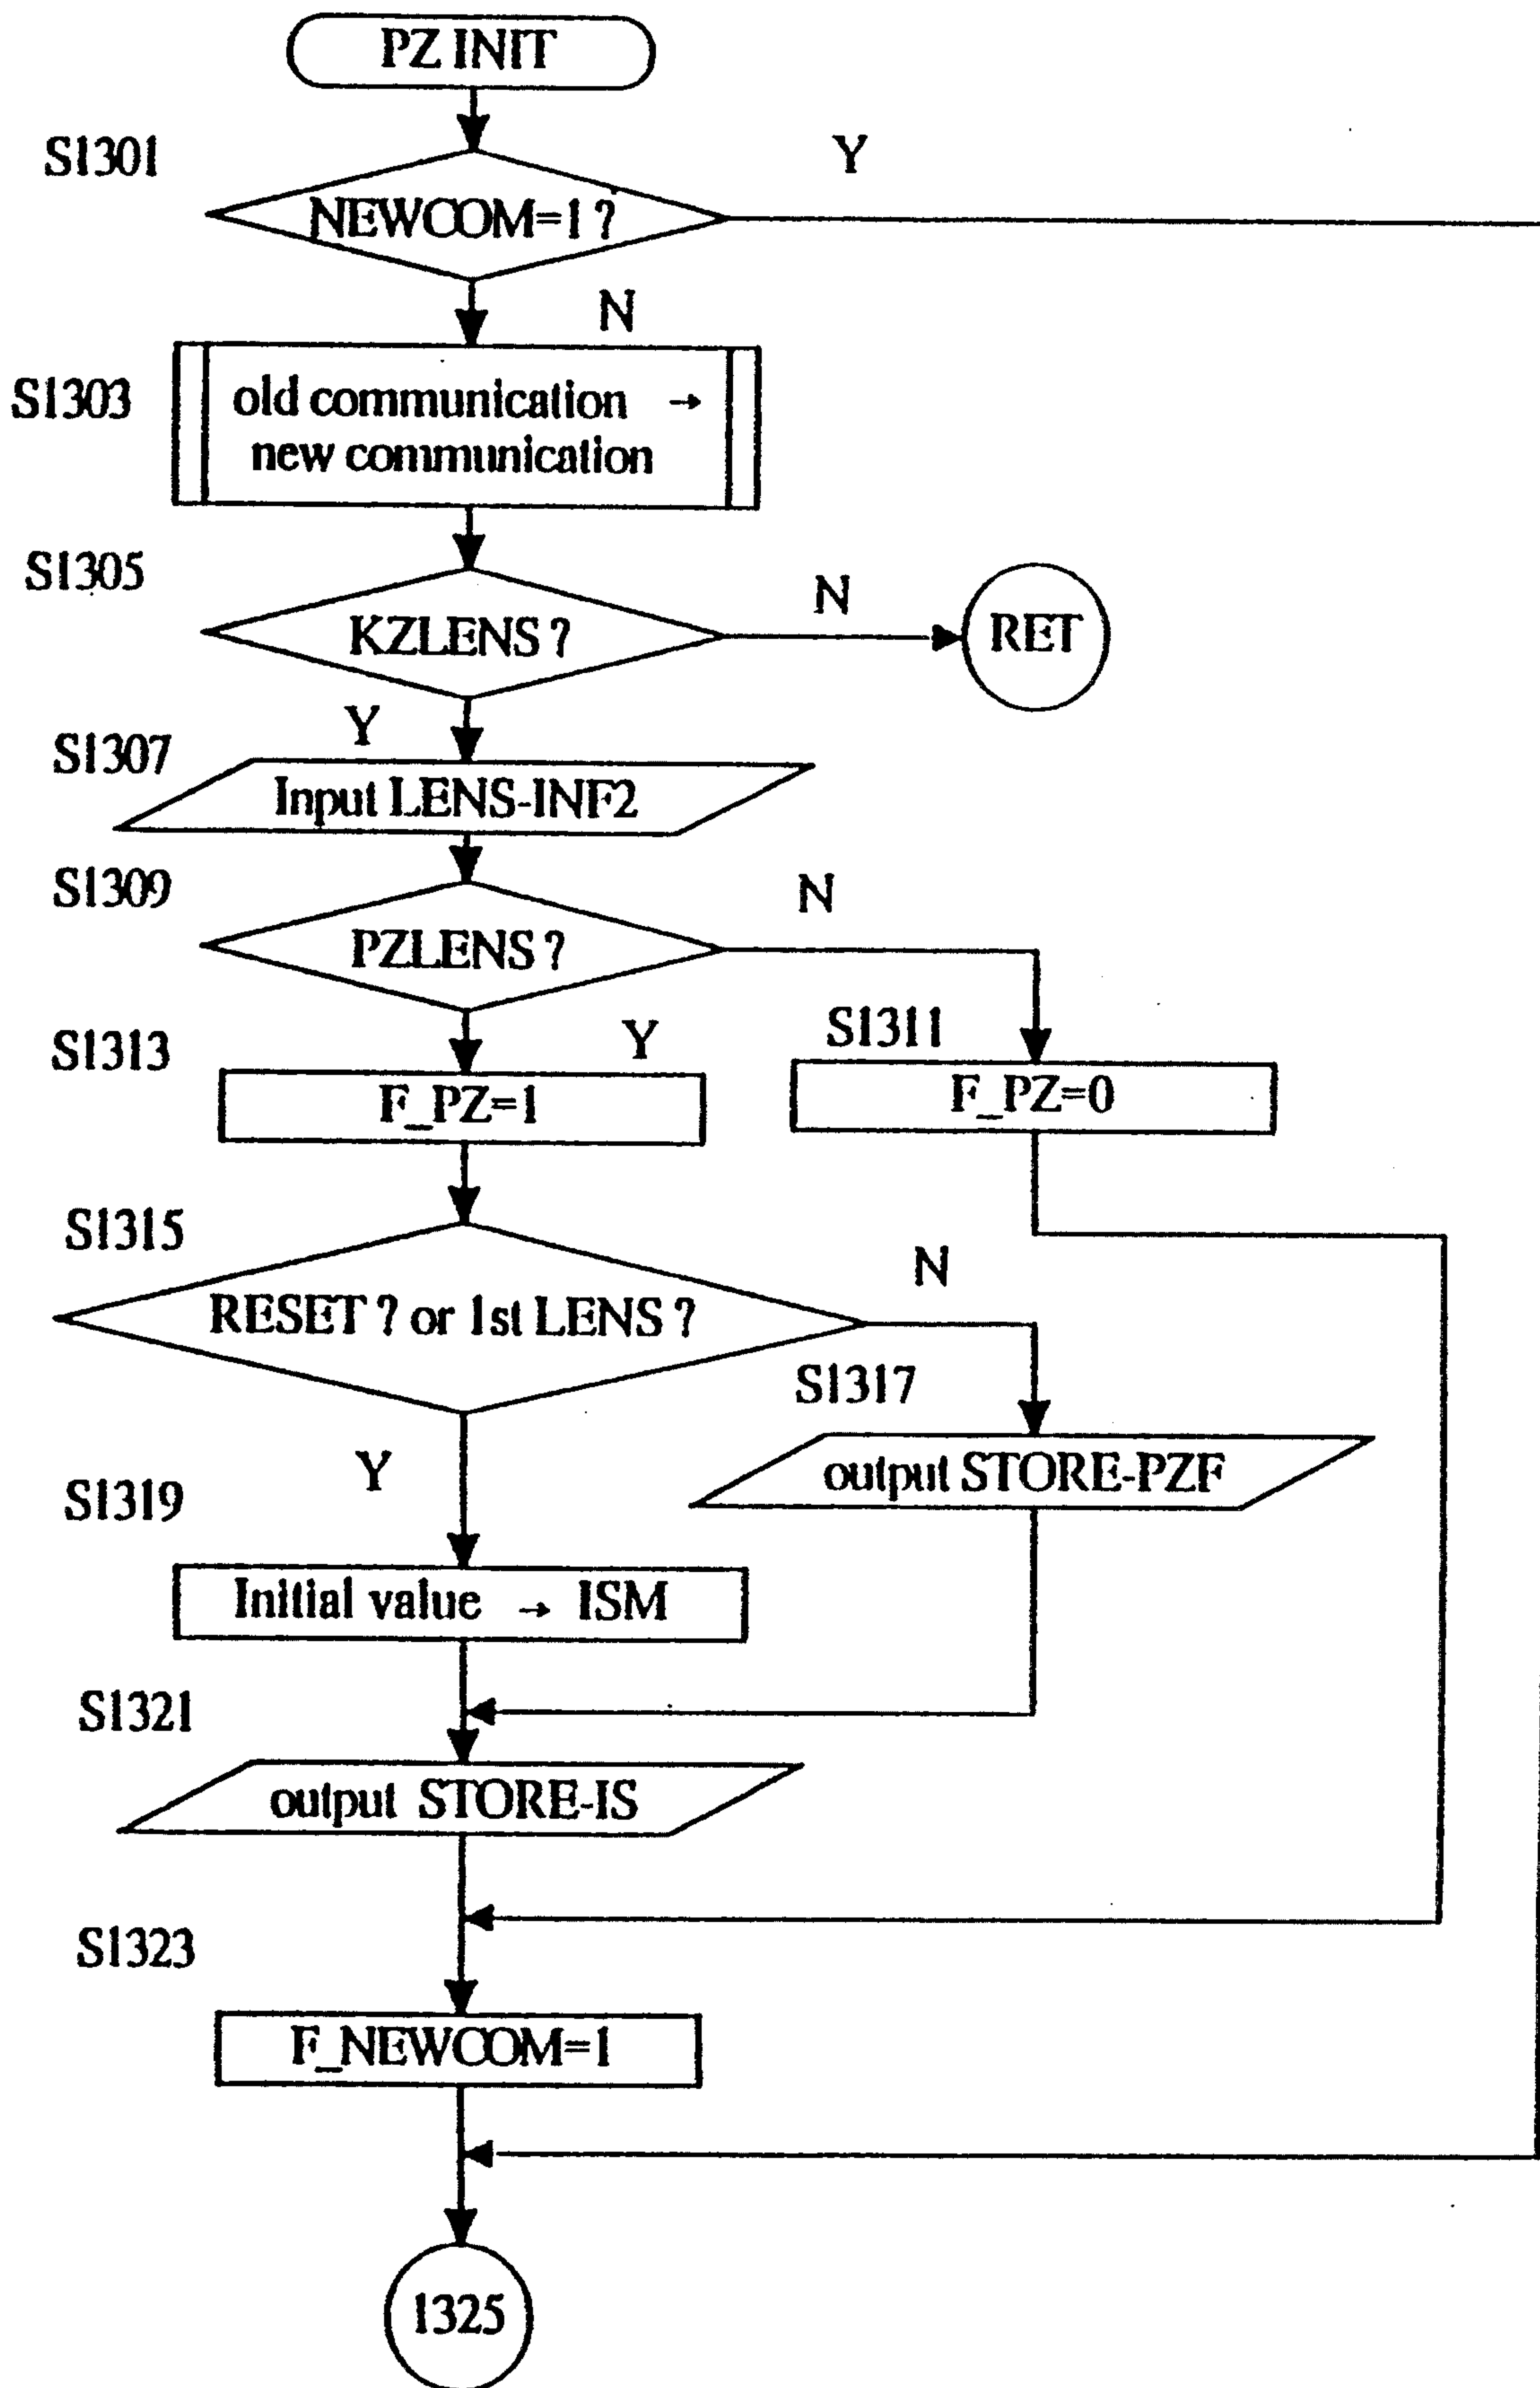 PZ INIT
S1301
Y
NEWCOM=1 ?
N
S1303
old communication →
new communication
S1305
KZLENS ?
N
RET
Y
S1307
Input LENS-INF2
S1309
PZLENS ?
N
S1313
Y
S1311
F_PZ=1
F_PZ=0
S1315
N
RESET ? or 1st LENS ?
S1317
Y
output STORE-PZF
S1319
Initial value → ISM
S1321
output STORE-IS
S1323
F_NEWCOM=1
1325